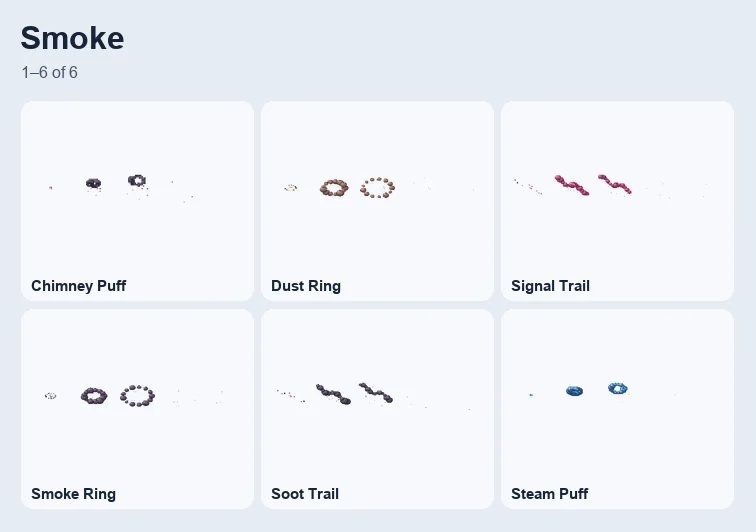 Smoke
1–6 of 6
Chimney Puff
Dust Ring
Signal Trail
Smoke Ring
Soot Trail
Steam Puff